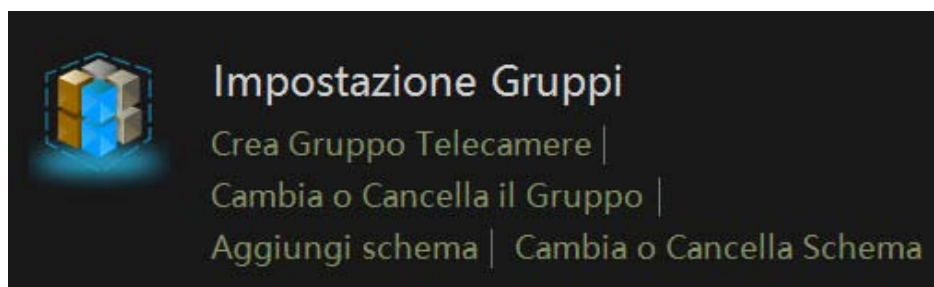 Impostazione Gruppi
Crea Gruppo Telecamere |
Cambia o Cancella il Gruppo |
Aggiungi schema | Cambia o Cancella Schema